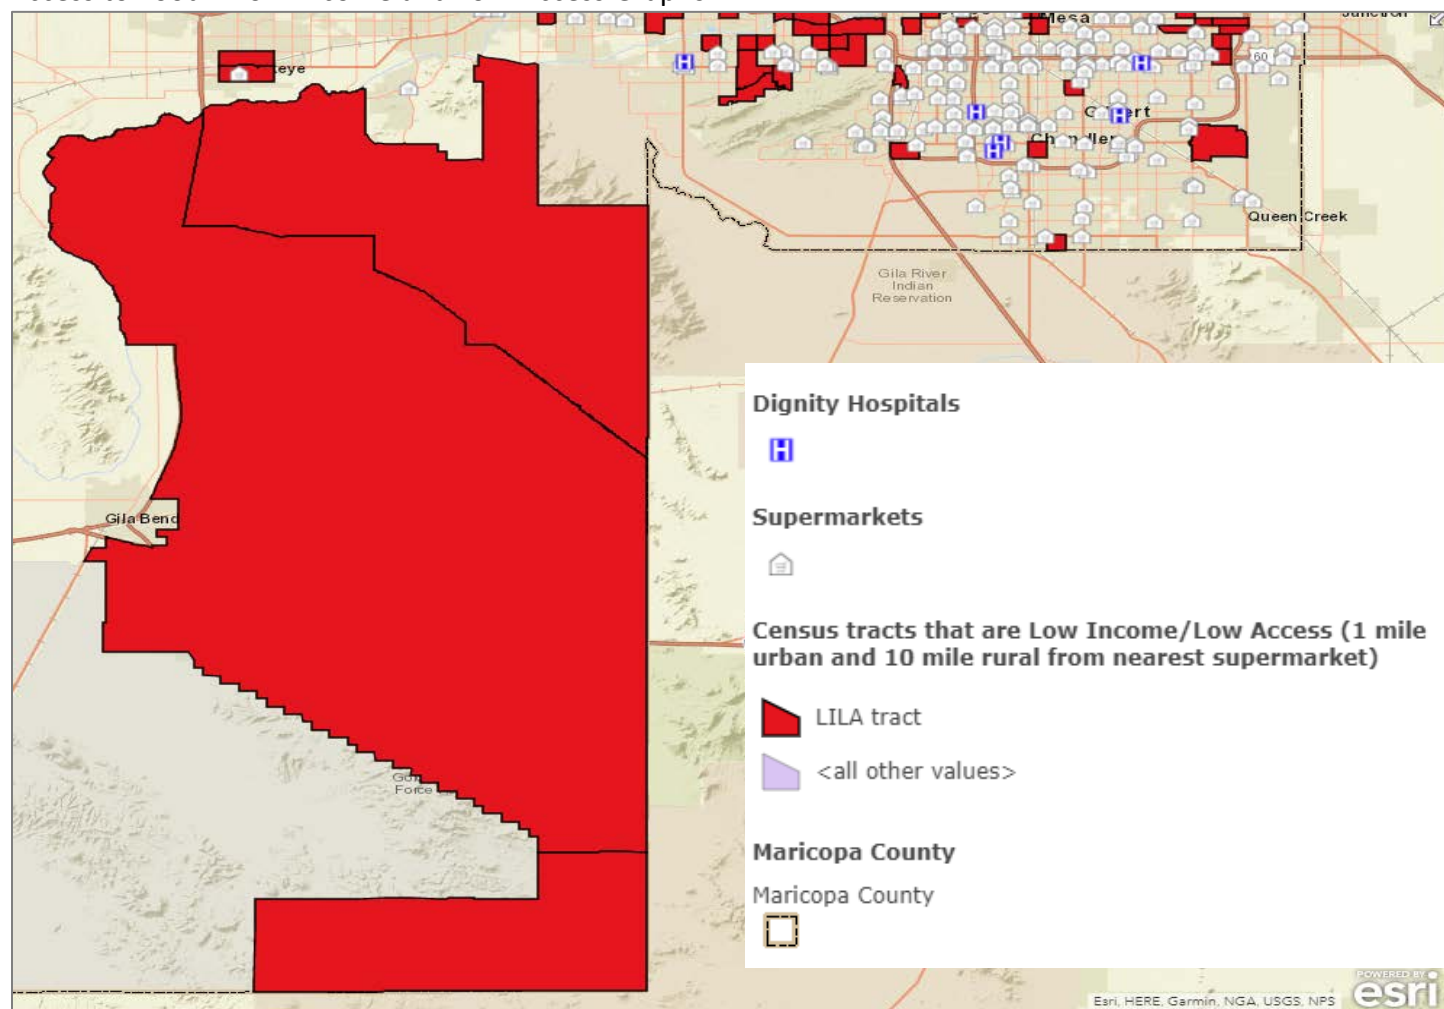 Mesa
60
Chandler
Queen Creek
Gila River
Indian
Reservation
Gila Bend
Force
Dignity Hospitals
H
Supermarkets
Census tracts that are Low Income/Low Access (1 mile
urban and 10 mile rural from nearest supermarket)
LILA tract
<all other values>
Maricopa County
Maricopa County
POWERED BY
esri
Esri, HERE, Garmin, NGA, USGS, NPS